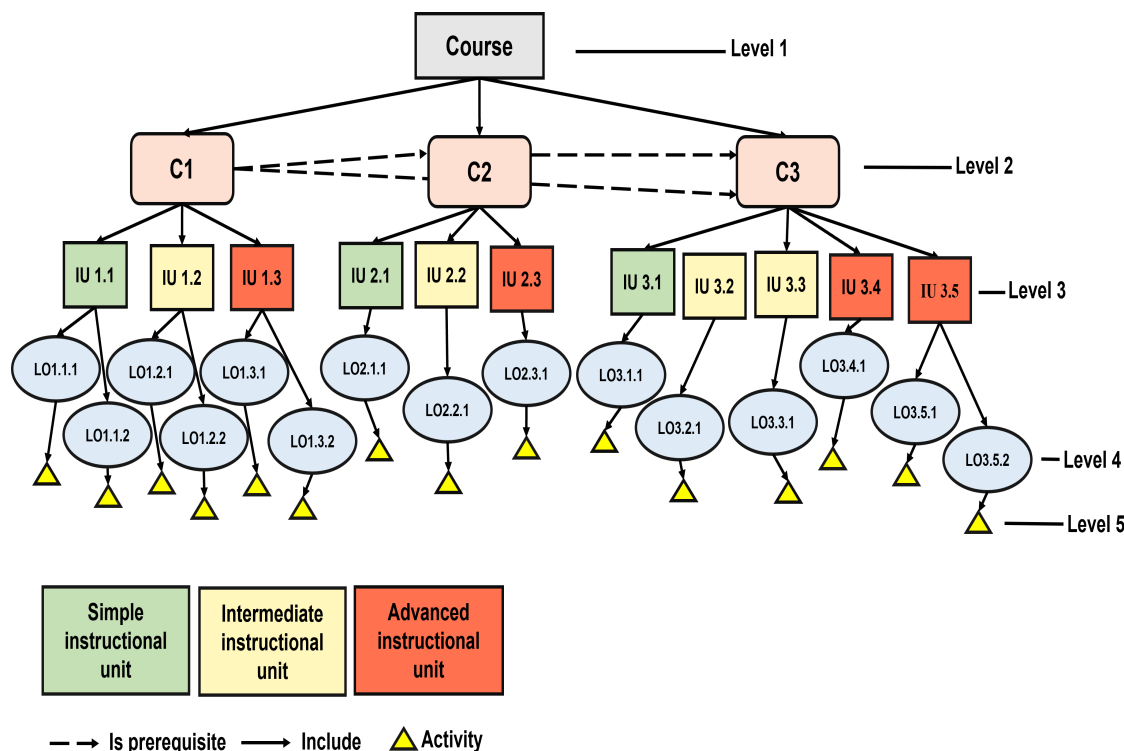 Course
Level 1
C1
C2
C3
Level 2
IU 1.1
IU 1.2
IU 1.3
IU 2.1
IU 2.2
IU 2.3
IU 3.1
IU 3.2
IU 3.3
IU 3.4
IU 3.5
Level 3
LO1.1.1
LO1.2.1
LO1.3.1
LO2.1.1
LO2.2.1
LO2.3.1
LO3.1.1
LO3.4.1
LO1.1.2
LO1.2.2
LO1.3.2
LO3.2.1
LO3.3.1
LO3.5.1
LO3.5.2
Level 4
Level 5
Simple
instructional
unit
Intermediate
instructional
unit
Advanced
instructional
unit
Is prerequisite
Include
Activity